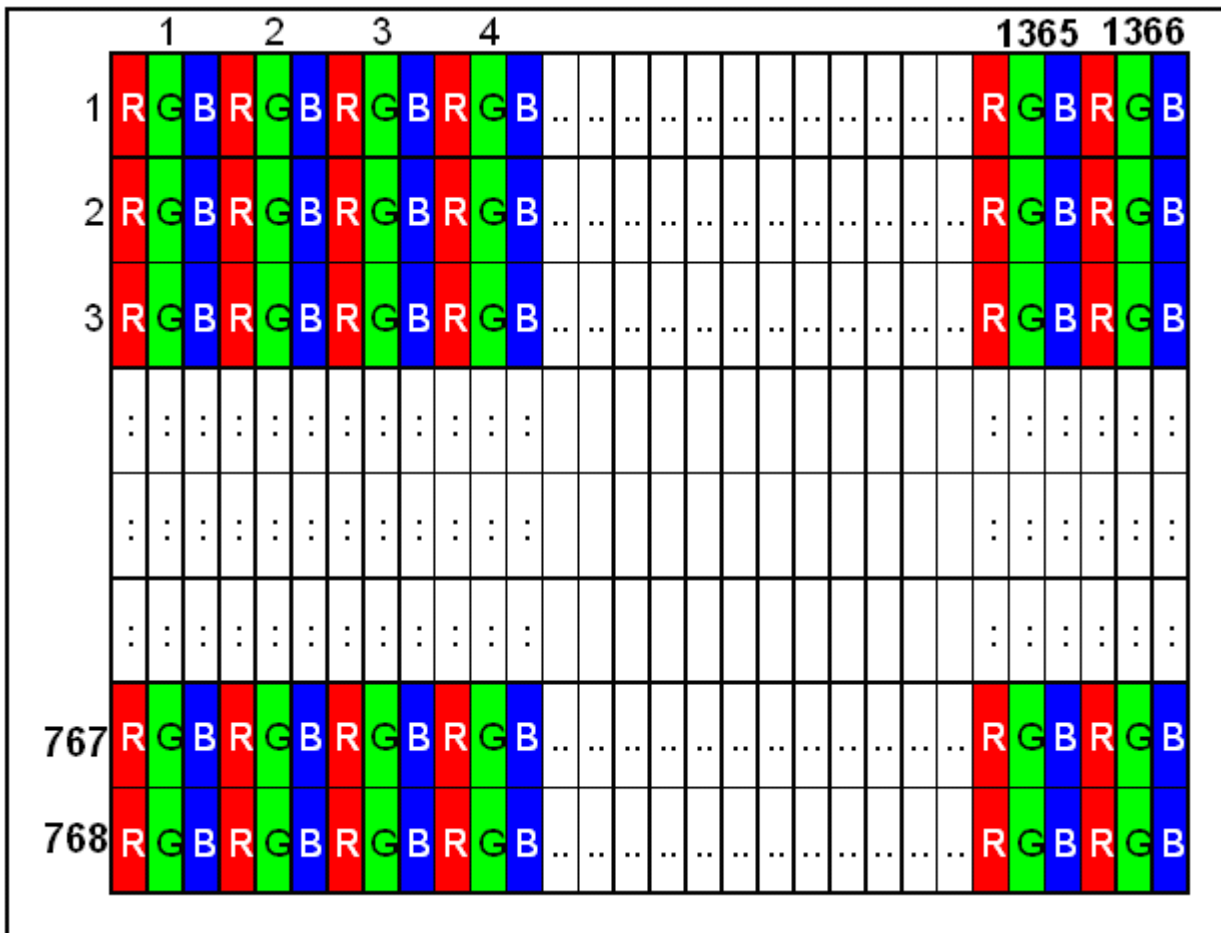 1 2 3 4 1365 1366
1 R G B R G B R G B R G B .. .. .. .. .. .. .. .. .. .. .. .. R G B R G B
2 R G B R G B R G B R G B .. .. .. .. .. .. .. .. .. .. .. .. R G B R G B
3 R G B R G B R G B R G B .. .. .. .. .. .. .. .. .. .. .. .. R G B R G B
: : : : : : : : : : : : : : : : : :
: : : : : : : : : : : : : : : : : :
: : : : : : : : : : : : : : : : : :
767 R G B R G B R G B R G B .. .. .. .. .. .. .. .. .. .. .. .. R G B R G B
768 R G B R G B R G B R G B .. .. .. .. .. .. .. .. .. .. .. .. R G B R G B